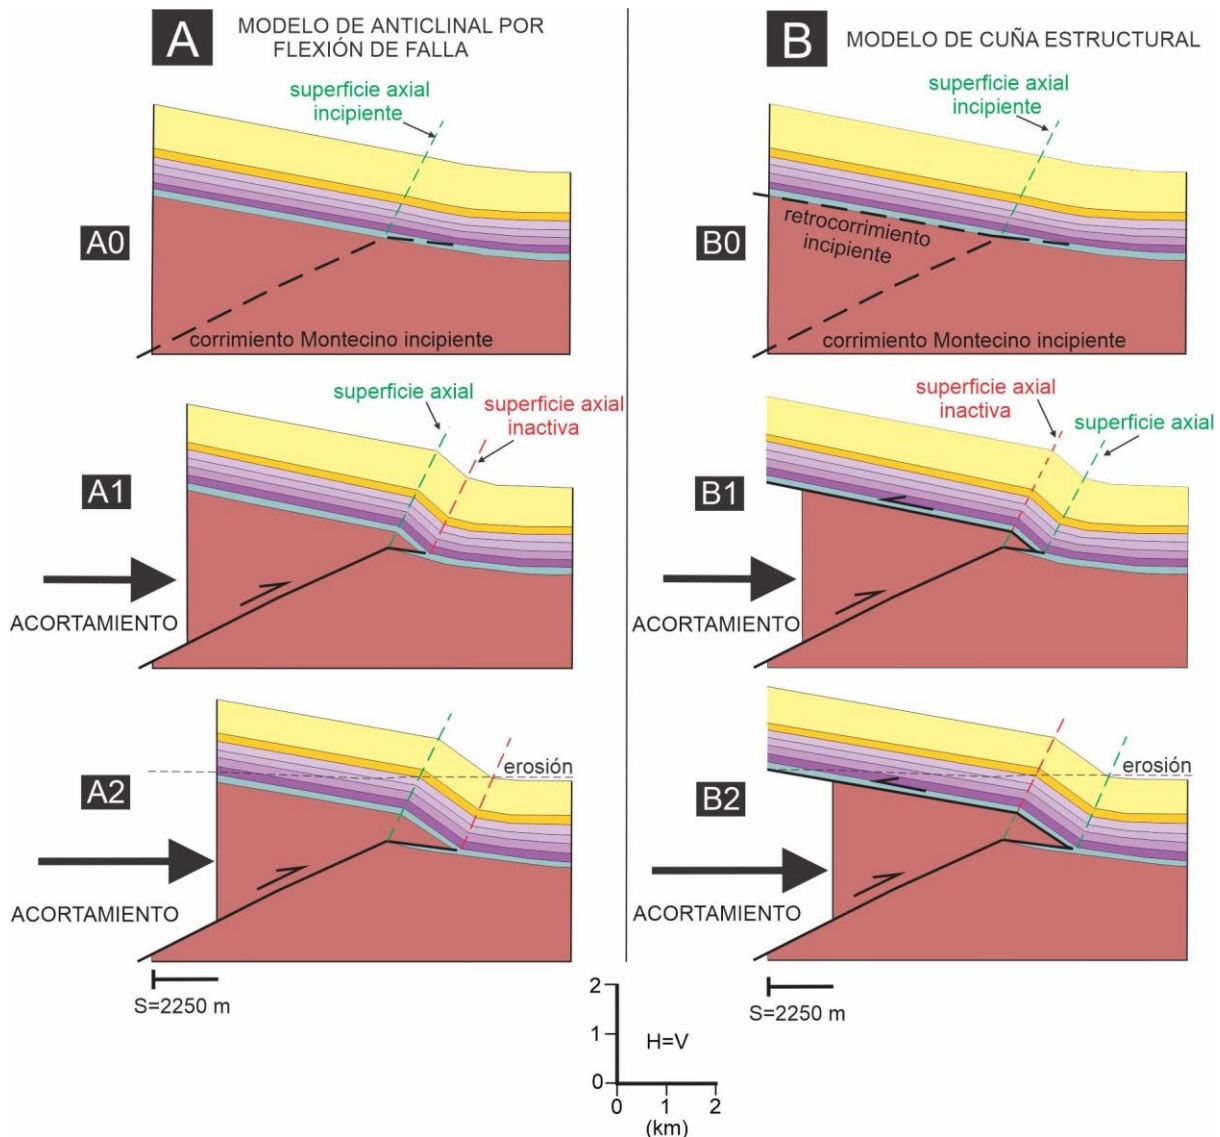 A
MODELO DE ANTICLINAL POR
FLEXIÓN DE FALLA
superficie axial
incipiente
A0
corrimiento Montecino incipiente
superficie axial
superficie axial
inactiva
A1
ACORTAMIENTO
erosión
A2
ACORTAMIENTO
S=2250 m
B
MODELO DE CUÑA ESTRUCTURAL
superficie axial
incipiente
retrocorrimiento
incipiente
B0
corrimiento Montecino incipiente
superficie axial
inactiva
superficie axial
B1
ACORTAMIENTO
erosión
B2
ACORTAMIENTO
S=2250 m
2
1
0
H=V
0 1 2
(km)